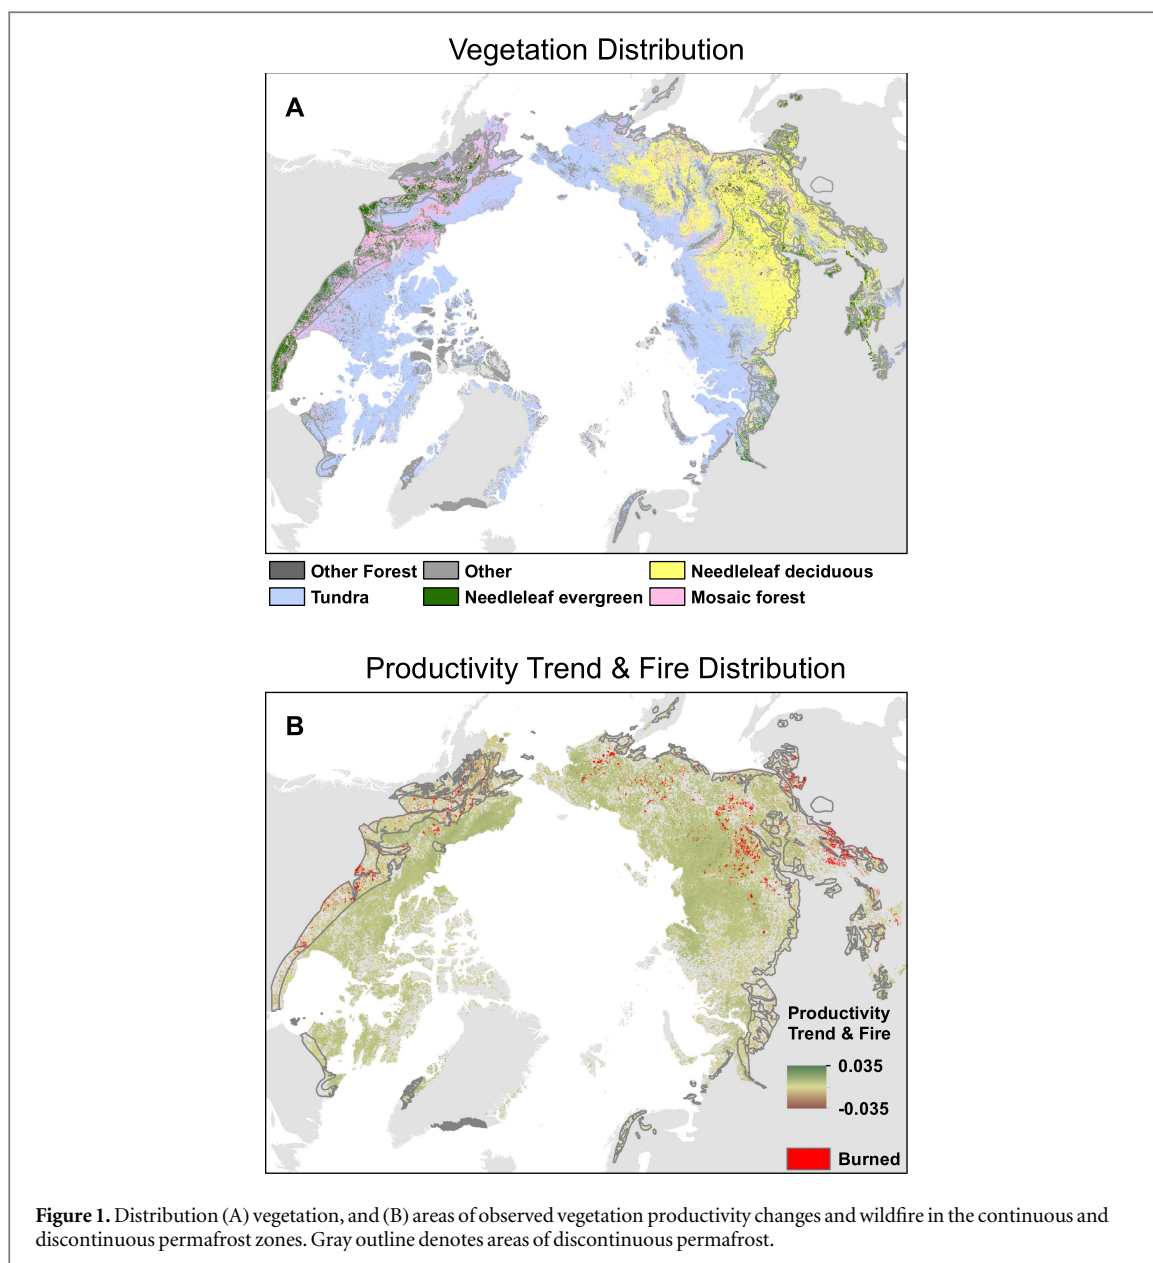 Vegetation Distribution
A
Other Forest
Other
Needleleaf deciduous
Tundra
Needleleaf evergreen
Mosaic forest
Productivity Trend & Fire Distribution
B
Productivity
Trend & Fire
0.035
-0.035
Burned
Figure 1. Distribution (A) vegetation, and (B) areas of observed vegetation productivity changes and wildfire in the continuous and
discontinuous permafrost zones. Gray outline denotes areas of discontinuous permafrost.